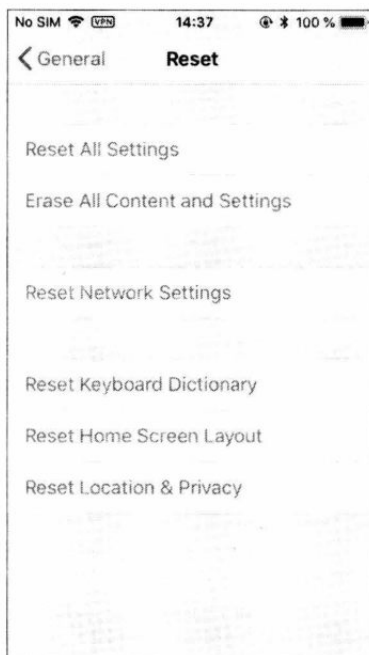 No SIM VPN 14:37 100 %
General Reset
Reset All Settings
Erase All Content and Settings
Reset Network Settings
Reset Keyboard Dictionary
Reset Home Screen Layout
Reset Location & Privacy